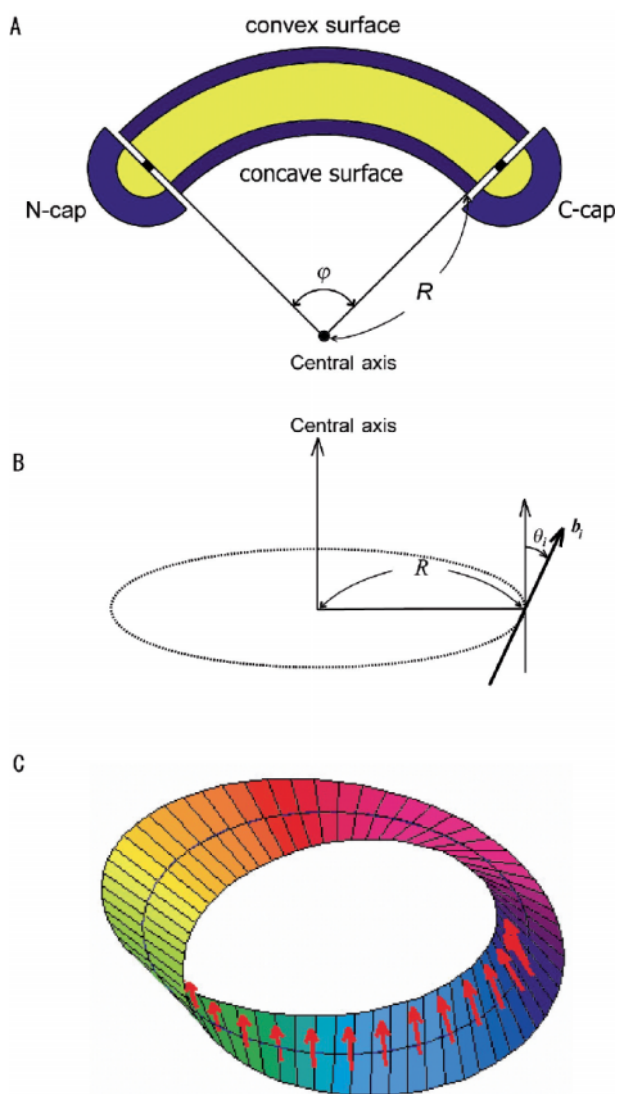 A
convex surface
concave surface
N-cap
C-cap
φ
R
Central axis
Central axis
B
θi
bi
R
C